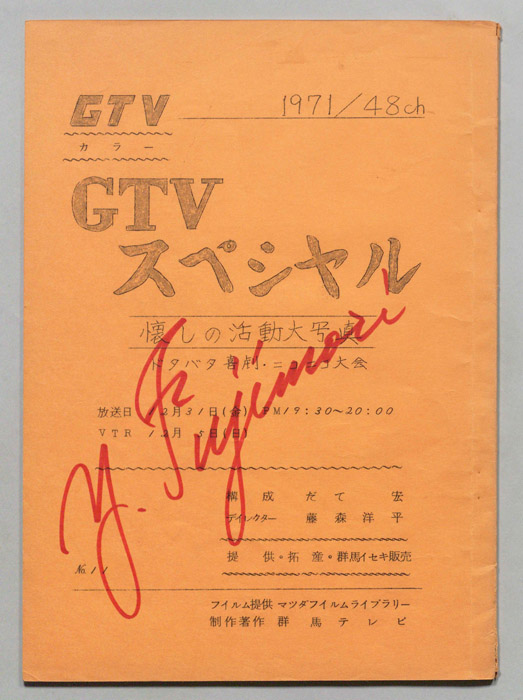 GTV
1971/48ch
カラー
GTV
スペシャル
懐しの活動大写真
ドタバタ喜劇・ニコニコ大会
放送日 12月31日(金) PM19:30〜20:00
VTR 12月 5日(日)
Y. Fujimori
構成 だて 宏
ディレクター 藤森洋平
提供・拓産・群馬イセキ販売
No.11
フイルム提供 マツダフイルムライブラリー
制作著作 群馬テレビ